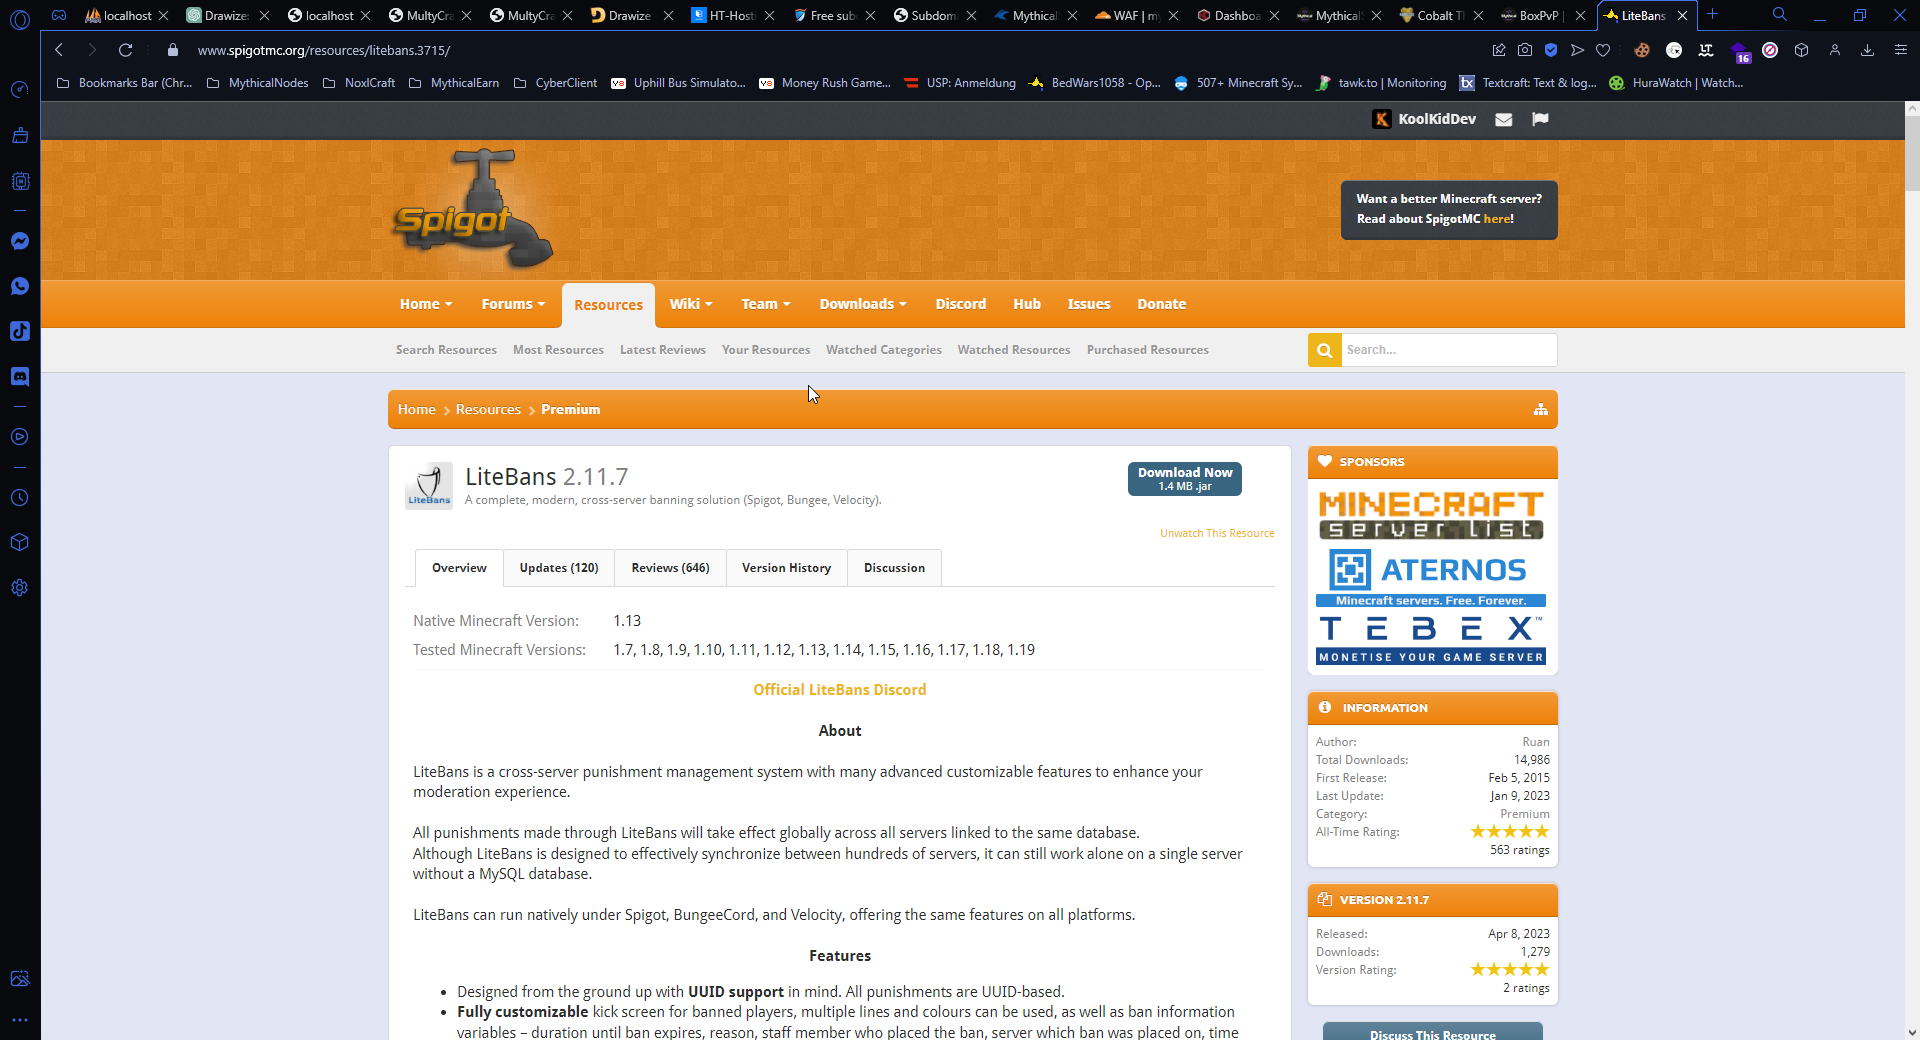 localhost
Drawize
localhost
MultyCra
MultyCra
Drawize
HT-Host
Free sub
Subdom
Mythical
WAF | m
Dashboa
Mythical
Cobalt T
BoxPvP |
LiteBans
www.spigotmc.org/resources/litebans.3715/
16
Bookmarks Bar (Chr...
MythicalNodes
NoxlCraft
MythicalEarn
CyberClient
Uphill Bus Simulato...
Money Rush Game...
USP: Anmeldung
BedWars1058 - Op...
507+ Minecraft Sy...
tawk.to | Monitoring
tx Textcraft: Text & log...
HuraWatch | Watch...
KoolKidDev
Spigot
Want a better Minecraft server?
Read about SpigotMC here!
Home
Forums
Resources
Wiki
Team
Downloads
Discord
Hub
Issues
Donate
Search Resources
Most Resources
Latest Reviews
Your Resources
Watched Categories
Watched Resources
Purchased Resources
Search...
Home
Resources
Premium
LiteBans
LiteBans 2.11.7
A complete, modern, cross-server banning solution (Spigot, Bungee, Velocity).
Download Now
1.4 MB .jar
Unwatch This Resource
Overview
Updates (120)
Reviews (646)
Version History
Discussion
Native Minecraft Version: 1.13
Tested Minecraft Versions: 1.7, 1.8, 1.9, 1.10, 1.11, 1.12, 1.13, 1.14, 1.15, 1.16, 1.17, 1.18, 1.19
Official LiteBans Discord
About
LiteBans is a cross-server punishment management system with many advanced customizable features to enhance your
moderation experience.
All punishments made through LiteBans will take effect globally across all servers linked to the same database.
Although LiteBans is designed to effectively synchronize between hundreds of servers, it can still work alone on a single server
without a MySQL database.
LiteBans can run natively under Spigot, BungeeCord, and Velocity, offering the same features on all platforms.
Features
• Designed from the ground up with UUID support in mind. All punishments are UUID-based.
• Fully customizable kick screen for banned players, multiple lines and colours can be used, as well as ban information
variables – duration until ban expires, reason, staff member who placed the ban, server which ban was placed on, time
SPONSORS
MINECRAFT
server list
ATERNOS
Minecraft servers. Free. Forever.
TEBEX™
MONETISE YOUR GAME SERVER
INFORMATION
Author: Ruan
Total Downloads: 14,986
First Release: Feb 5, 2015
Last Update: Jan 9, 2023
Category: Premium
All-Time Rating:
563 ratings
VERSION 2.11.7
Released: Apr 8, 2023
Downloads: 1,279
Version Rating:
2 ratings
Discuss This Resource